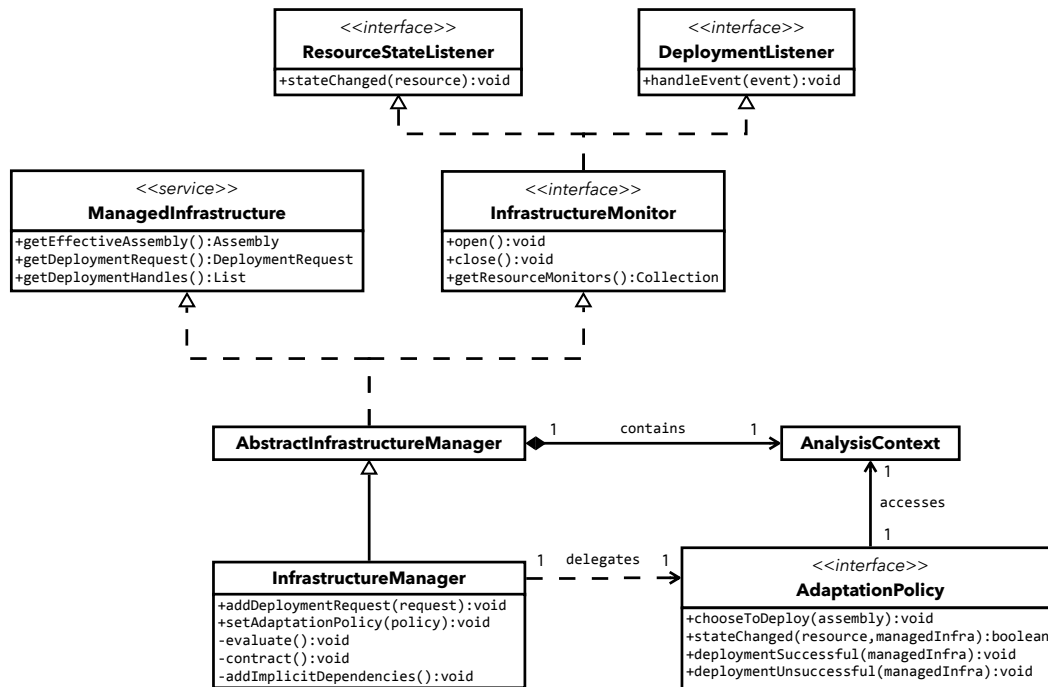 <<interface>>
ResourceStateListener
+stateChanged(resource):void
<<interface>>
DeploymentListener
+handleEvent(event):void
<<service>>
ManagedInfrastructure
+getEffectiveAssembly():Assembly
+getDeploymentRequest():DeploymentRequest
+getDeploymentHandles():List
<<interface>>
InfrastructureMonitor
+open():void
+close():void
+getResourceMonitors():Collection
AbstractInfrastructureManager
1
contains
1
AnalysisContext
1
accesses
1
InfrastructureManager
+addDeploymentRequest(request):void
+setAdaptationPolicy(policy):void
-evaluate():void
-contract():void
-addImplicitDependencies():void
1
delegates
1
<<interface>>
AdaptationPolicy
+chooseToDeploy(assembly):void
+stateChanged(resource,managedInfra):boolean
+deploymentSuccessful(managedInfra):void
+deploymentUnsuccessful(managedInfra):void